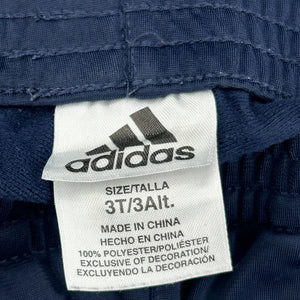 adidas
SIZE/TALLA
3T/3Alt.
MADE IN CHINA
HECHO EN CHINA
100% POLYESTER/POLIÉSTER
EXCLUSIVE OF DECORATION/
EXCLUYENDO LA DECORACIÓN